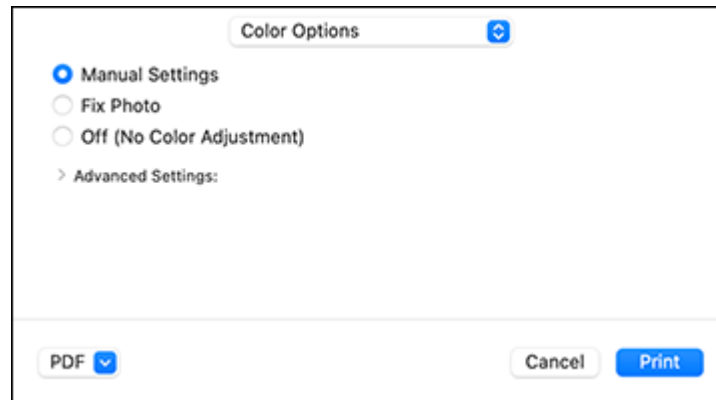 Color Options
Manual Settings
Fix Photo
Off (No Color Adjustment)
Advanced Settings:
PDF
Cancel
Print